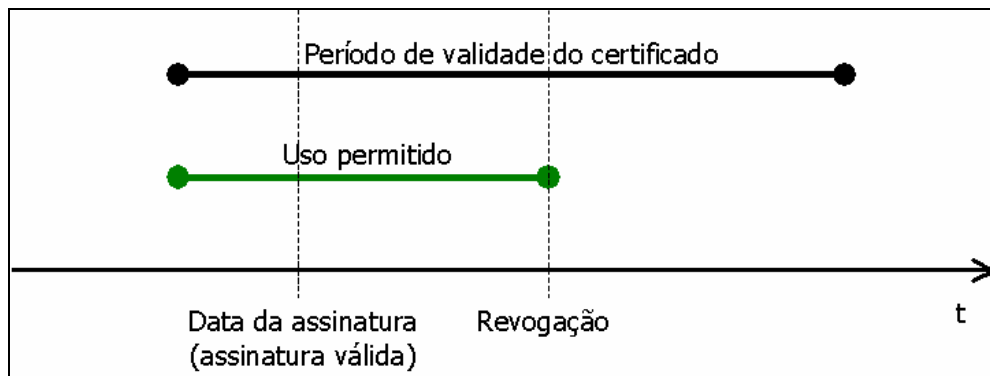 Período de validade do certificado
Uso permitido
Data da assinatura
(assinatura válida)
Revogação
t